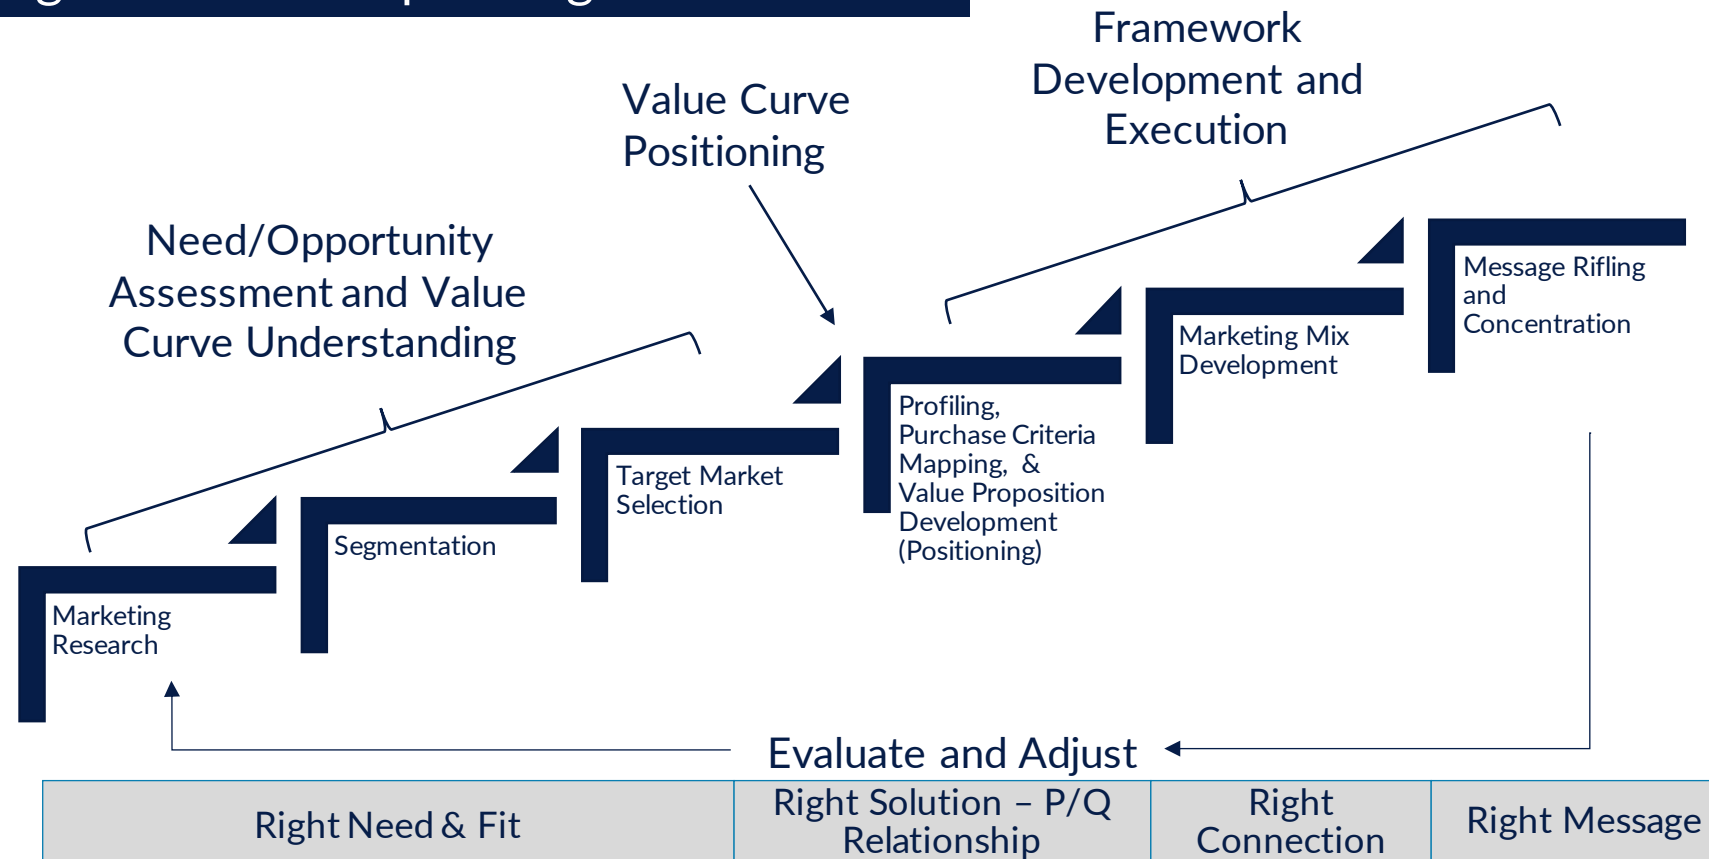 Framework
Development and
Execution
Value Curve
Positioning
Need/Opportunity
Assessment and Value
Curve Understanding
Message Rifling
and
Concentration
Marketing Mix
Development
Profiling,
Purchase Criteria
Mapping, &
Value Proposition
Development
(Positioning)
Target Market
Selection
Segmentation
Marketing
Research
Evaluate and Adjust
Right Need & Fit
Right Solution – P/Q
Relationship
Right
Connection
Right Message